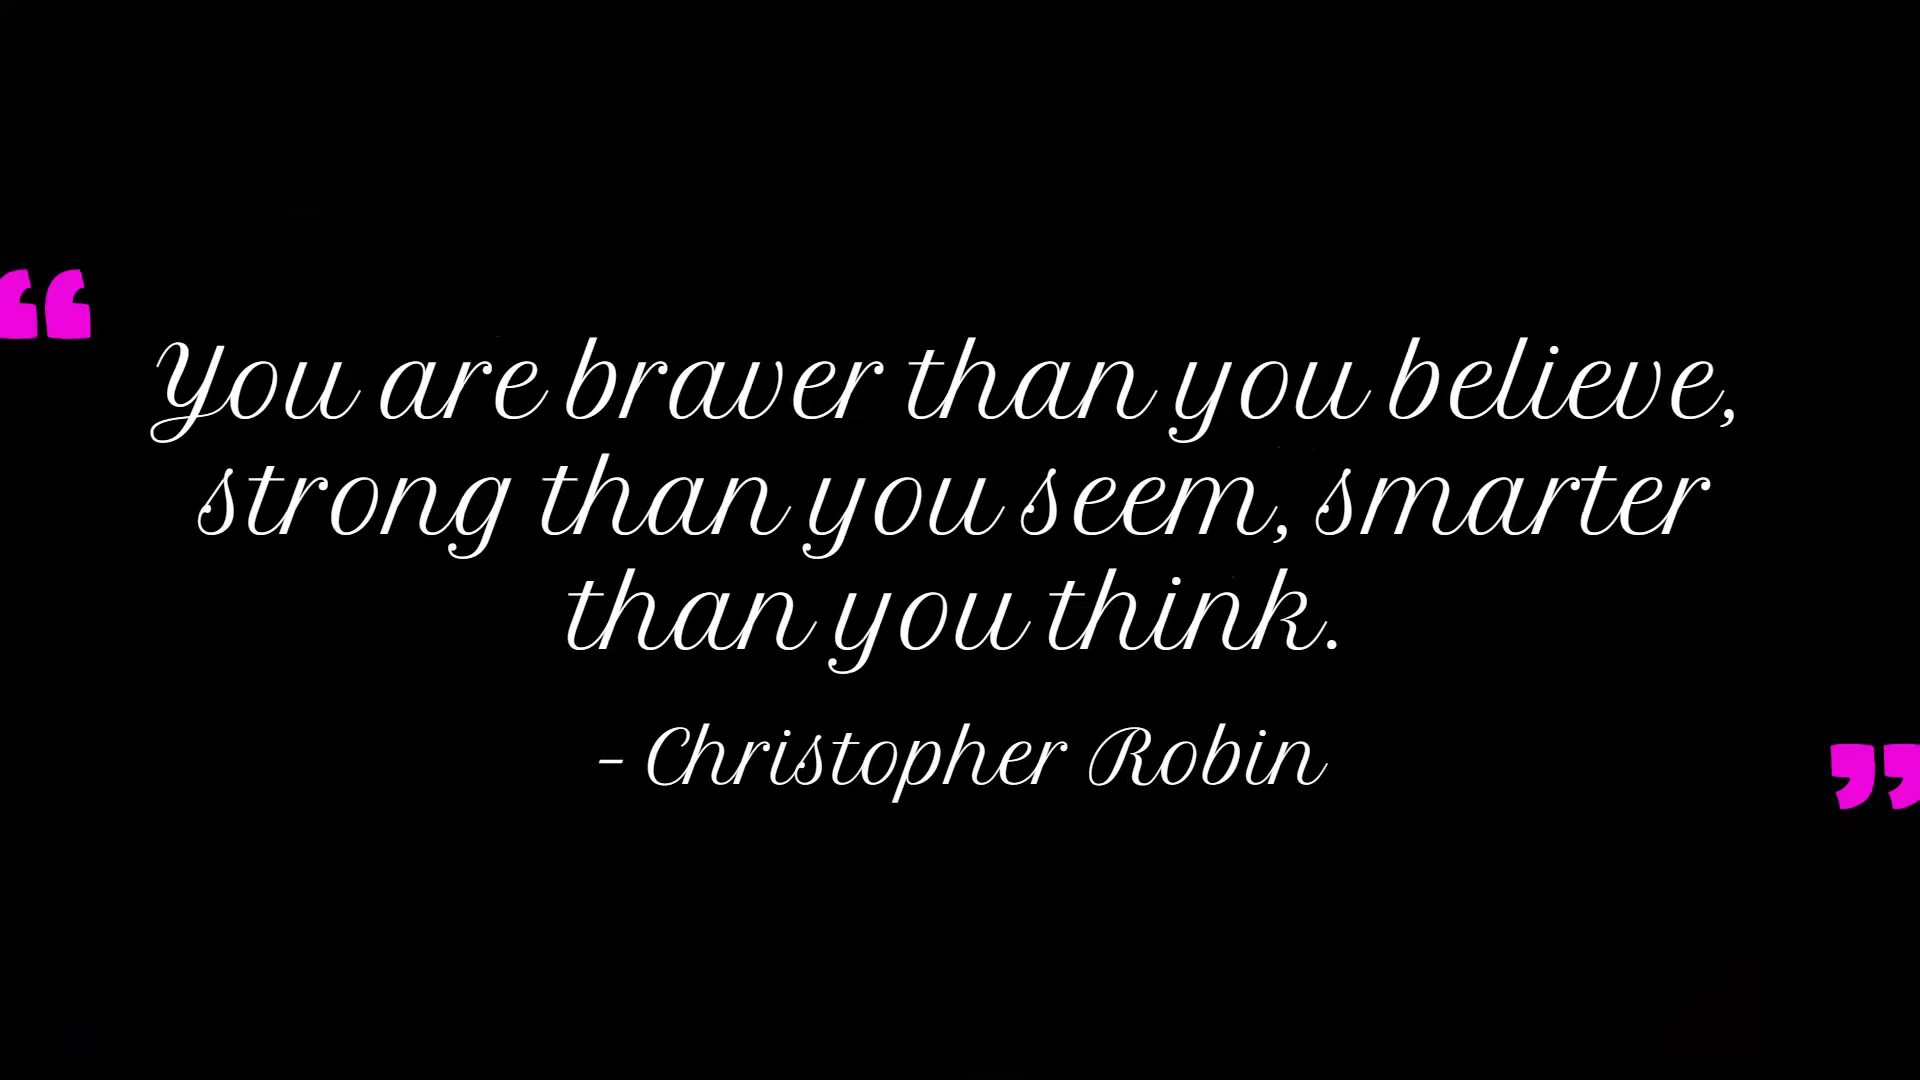 “
You are braver than you believe,
strong than you seem, smarter
than you think.
- Christopher Robin
”